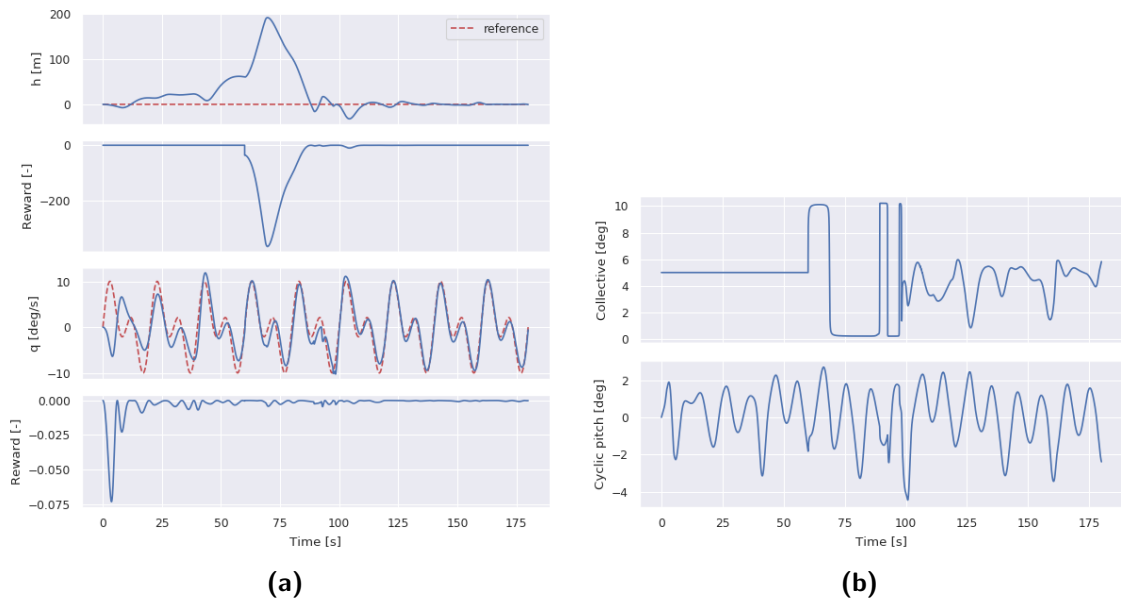 200
100
0
h [m]
reference
0
−200
Reward [-]
10
0
−10
q [deg/s]
0.000
−0.025
−0.050
−0.075
Reward [-]
0 25 50 75 100 125 150 175
Time [s]
(a)
10
8
6
4
2
0
Collective [deg]
2
0
−2
−4
Cyclic pitch [deg]
0 25 50 75 100 125 150 175
Time [s]
(b)